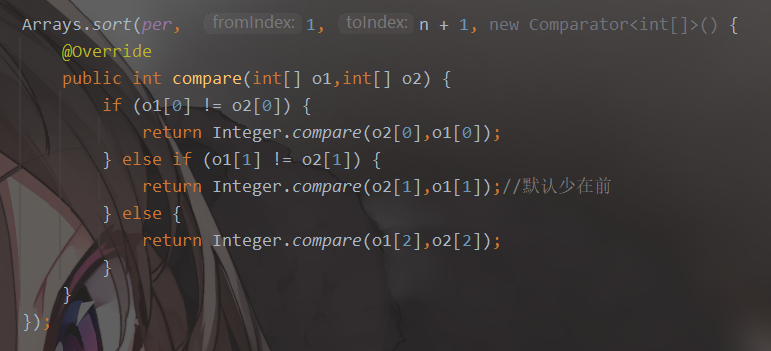 Arrays.sort(per, fromIndex: 1, toIndex: n + 1, new Comparator<int[]>() {
@Override
public int compare(int[] o1,int[] o2) {
if (o1[0] != o2[0]) {
return Integer.compare(o2[0],o1[0]);
} else if (o1[1] != o2[1]) {
return Integer.compare(o2[1],o1[1]);//默认少在前
} else {
return Integer.compare(o1[2],o2[2]);
}
}
});